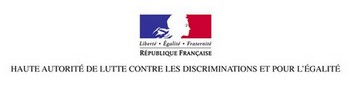 Liberté • Égalité • Fraternité
RÉPUBLIQUE FRANÇAISE
HAUTE AUTORITÉ DE LUTTE CONTRE LES DISCRIMINATIONS ET POUR L'ÉGALITÉ